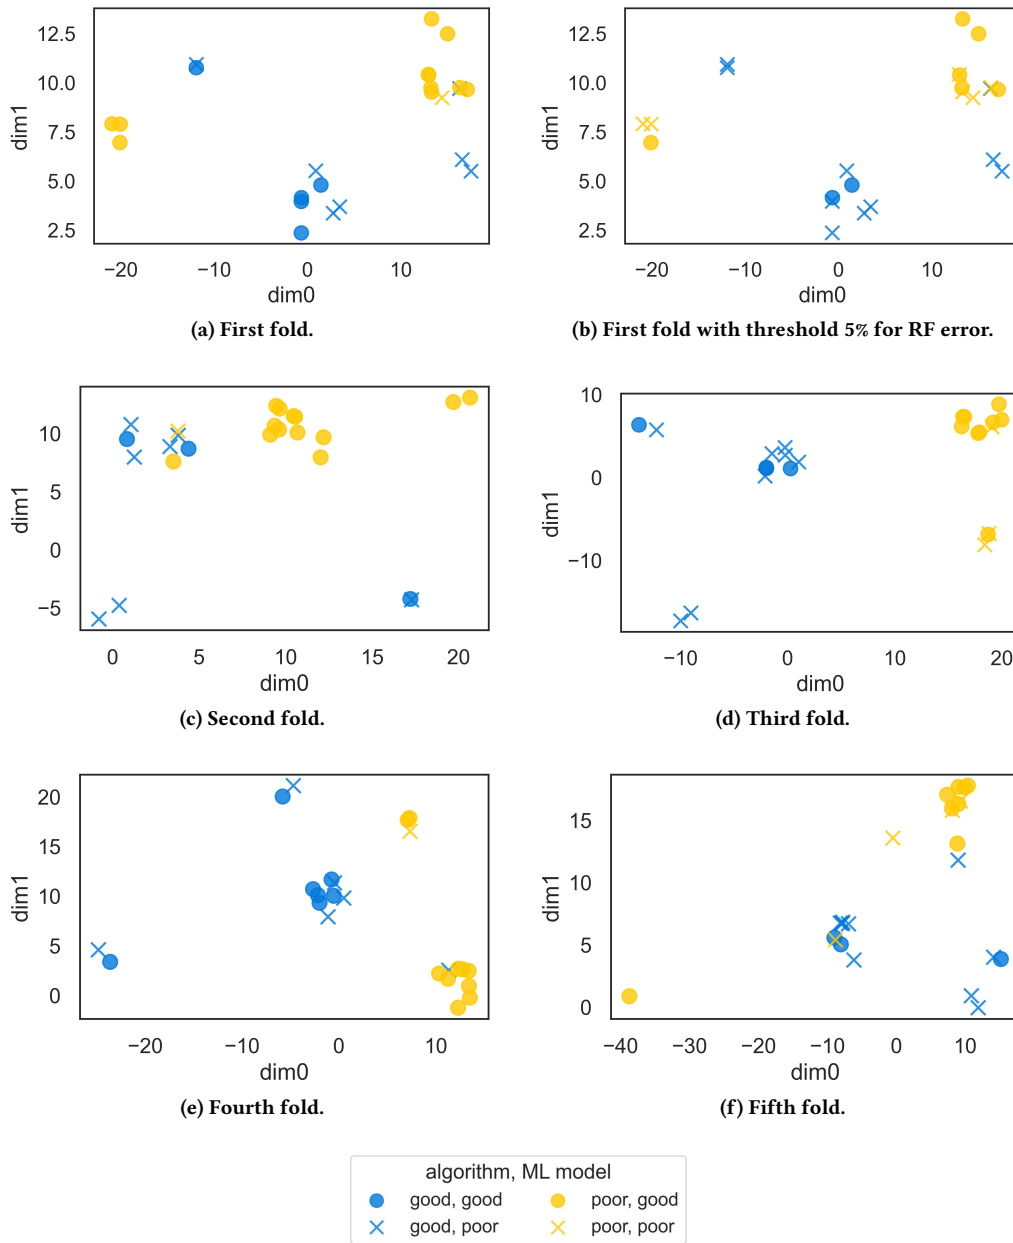 12.5
10.0
7.5
5.0
2.5
dim1
−20
−10
0
10
dim0
(a) First fold.
12.5
10.0
7.5
5.0
2.5
dim1
−20
−10
0
10
dim0
(b) First fold with threshold 5% for RF error.
10
5
0
−5
dim1
0
5
10
15
20
dim0
(c) Second fold.
10
0
−10
dim1
−10
0
10
20
dim0
(d) Third fold.
20
15
10
5
0
dim1
−20
−10
0
10
dim0
(e) Fourth fold.
15
10
5
0
dim1
−40
−30
−20
−10
0
10
dim0
(f) Fifth fold.
algorithm, ML model
good, good
poor, good
good, poor
poor, poor